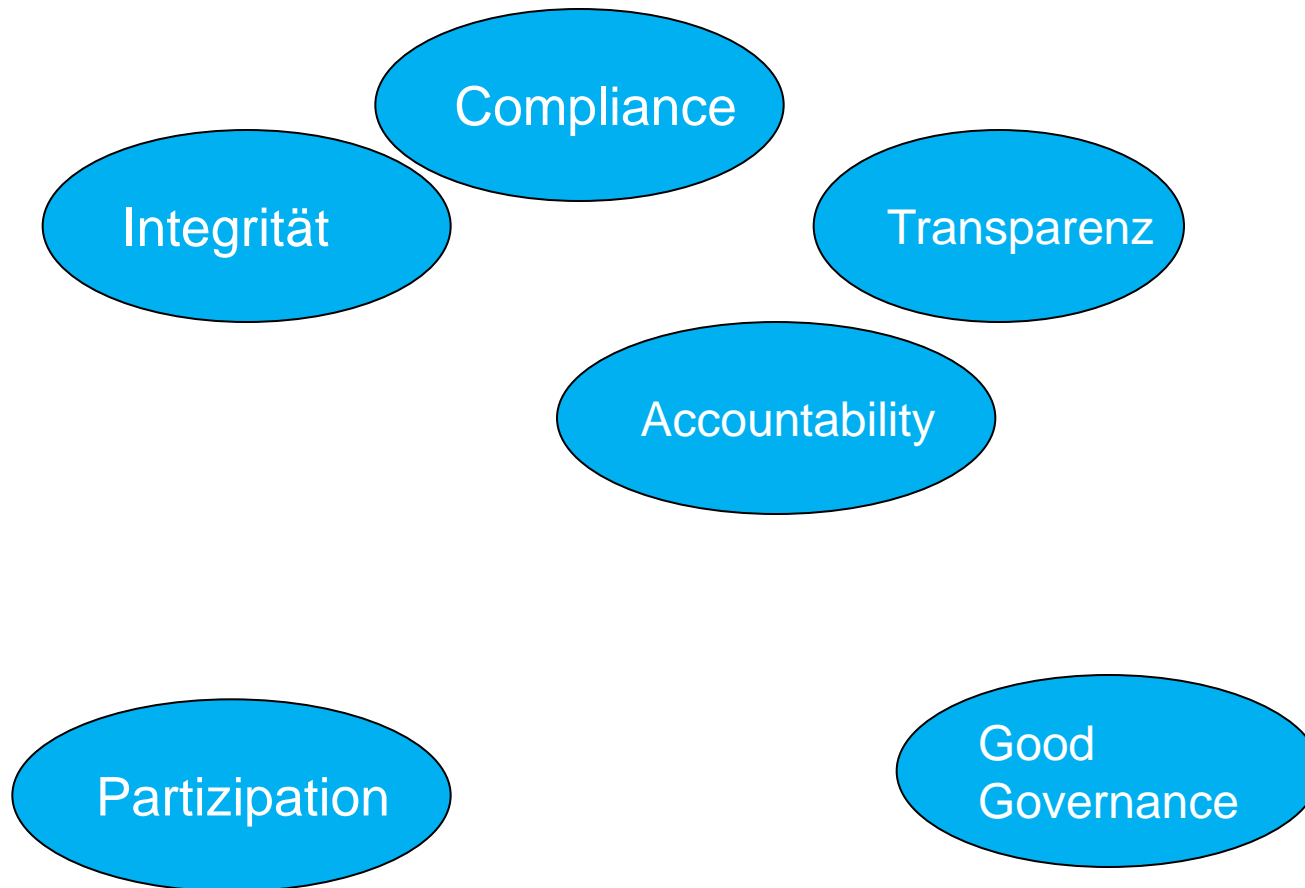 Compliance
Integrität
Transparenz
Accountability
Partizipation
Good
Governance